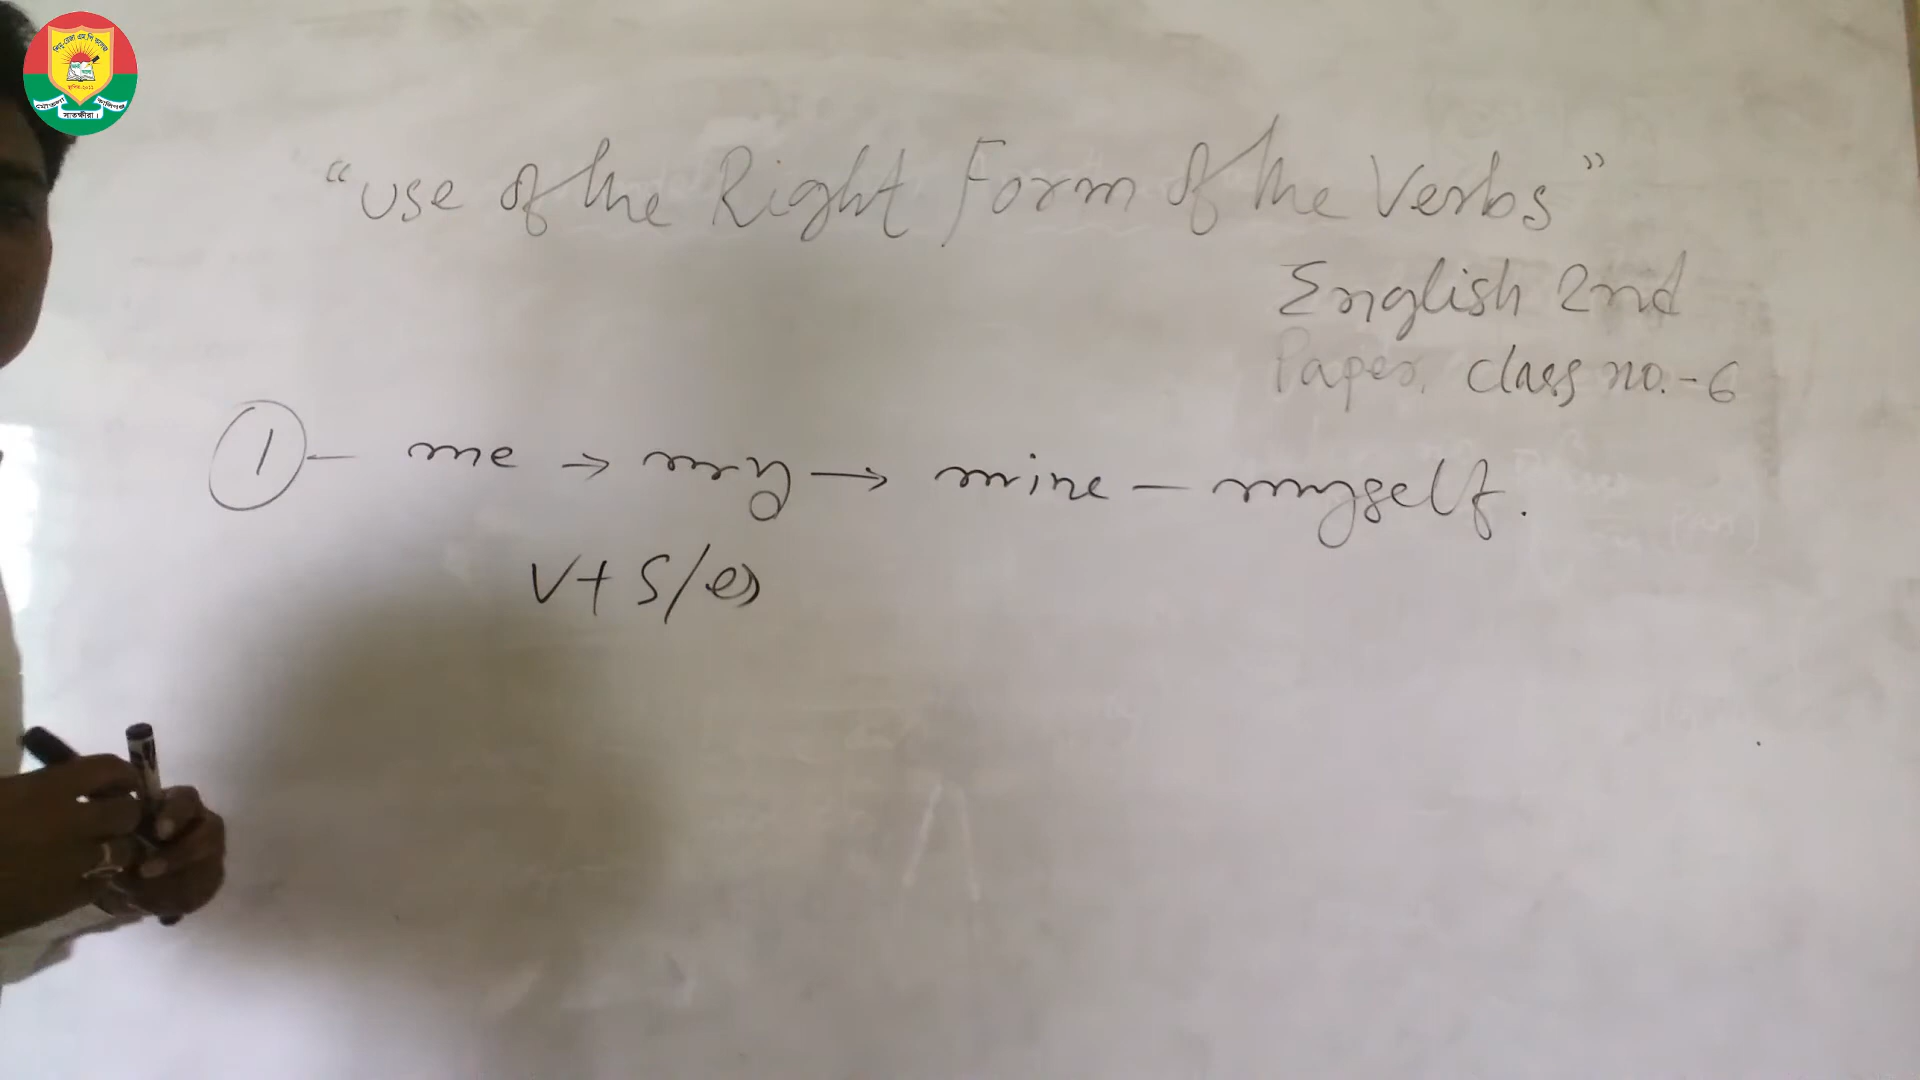 "Use of the Right Form of the Verbs"
English 2nd
Paper, class no.-6
1 - me → my → mine - myself.
V+s/es
সাতক্ষীরা।